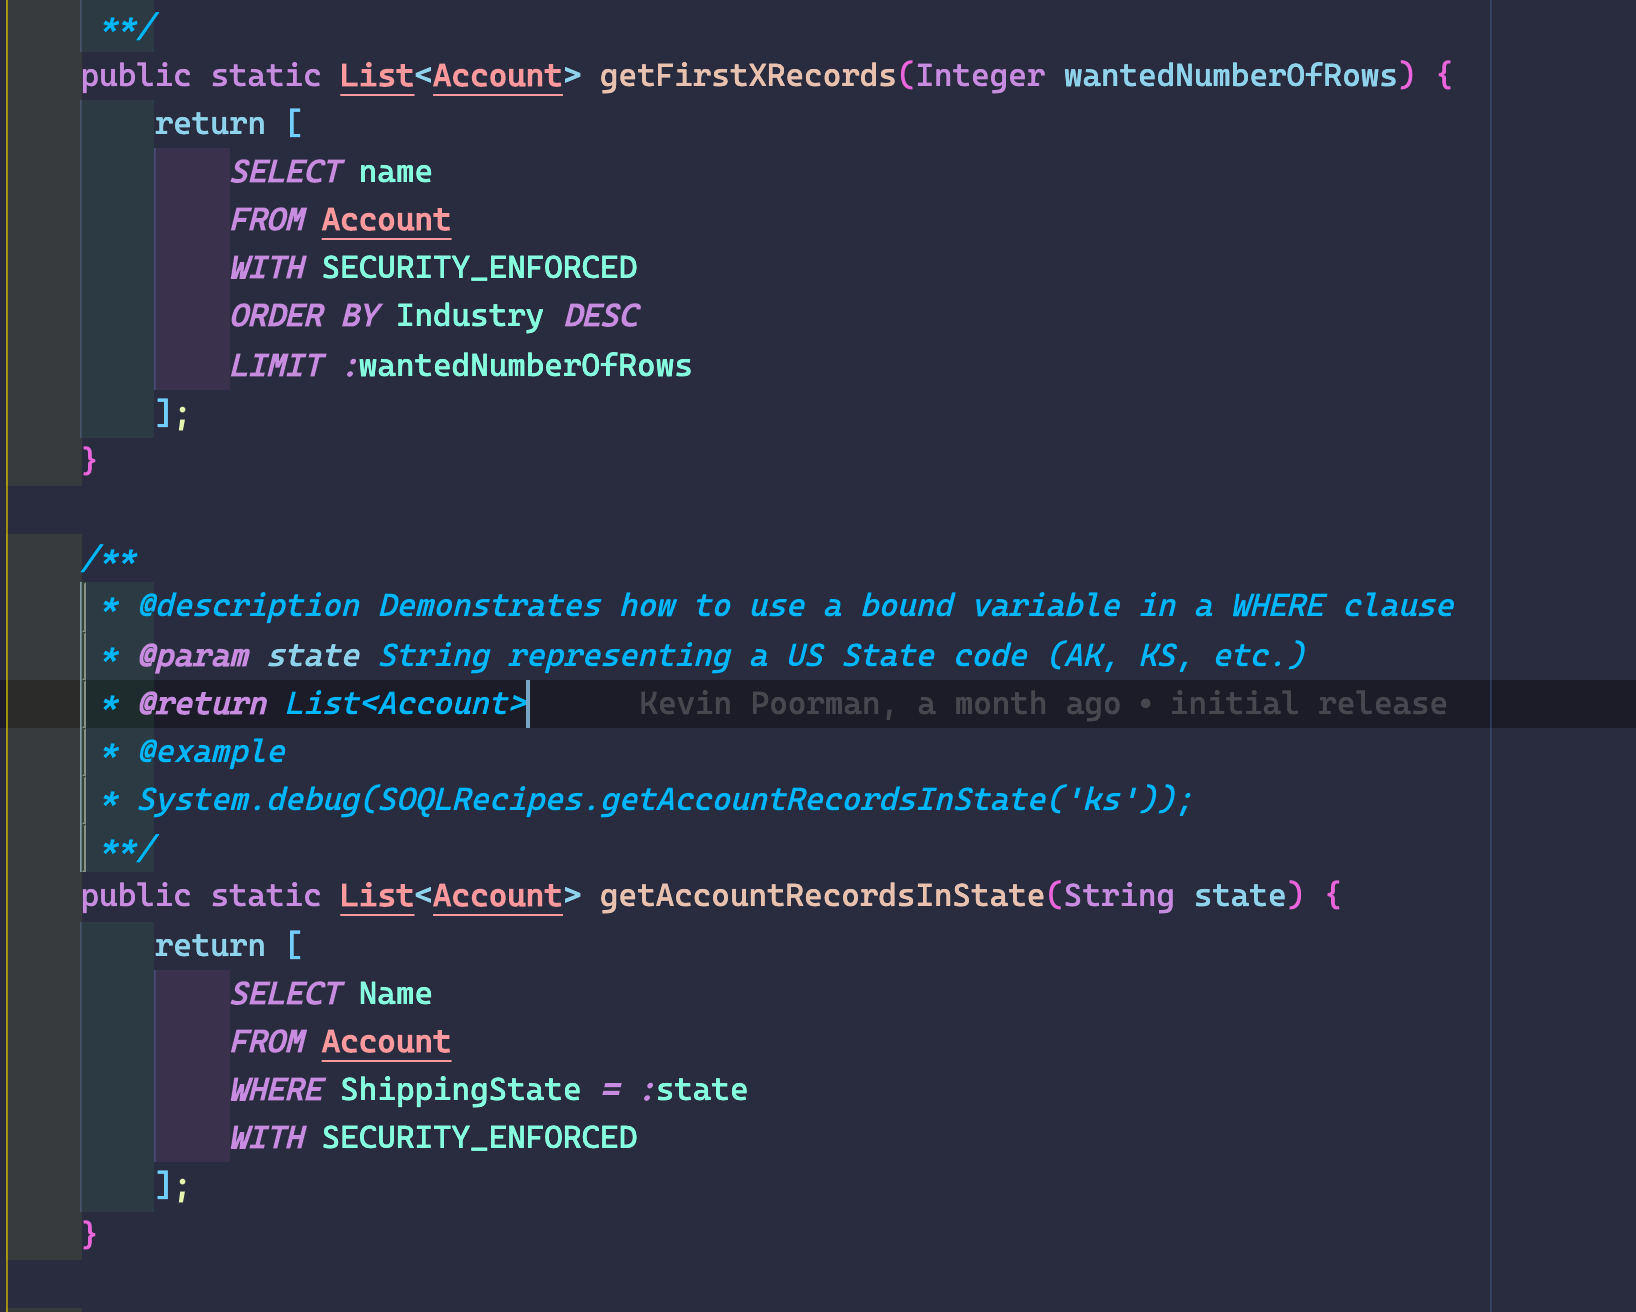 **/
public static List<Account> getFirstXRecords(Integer wantedNumberOfRows) {
return [
SELECT name
FROM Account
WITH SECURITY_ENFORCED
ORDER BY Industry DESC
LIMIT :wantedNumberOfRows
];
}
/**
* @description Demonstrates how to use a bound variable in a WHERE clause
* @param state String representing a US State code (AK, KS, etc.)
* @return List<Account> Kevin Poorman, a month ago • initial release
* @example
* System.debug(SOQLRecipes.getAccountRecordsInState('ks'));
**/
public static List<Account> getAccountRecordsInState(String state) {
return [
SELECT Name
FROM Account
WHERE ShippingState = :state
WITH SECURITY_ENFORCED
];
}